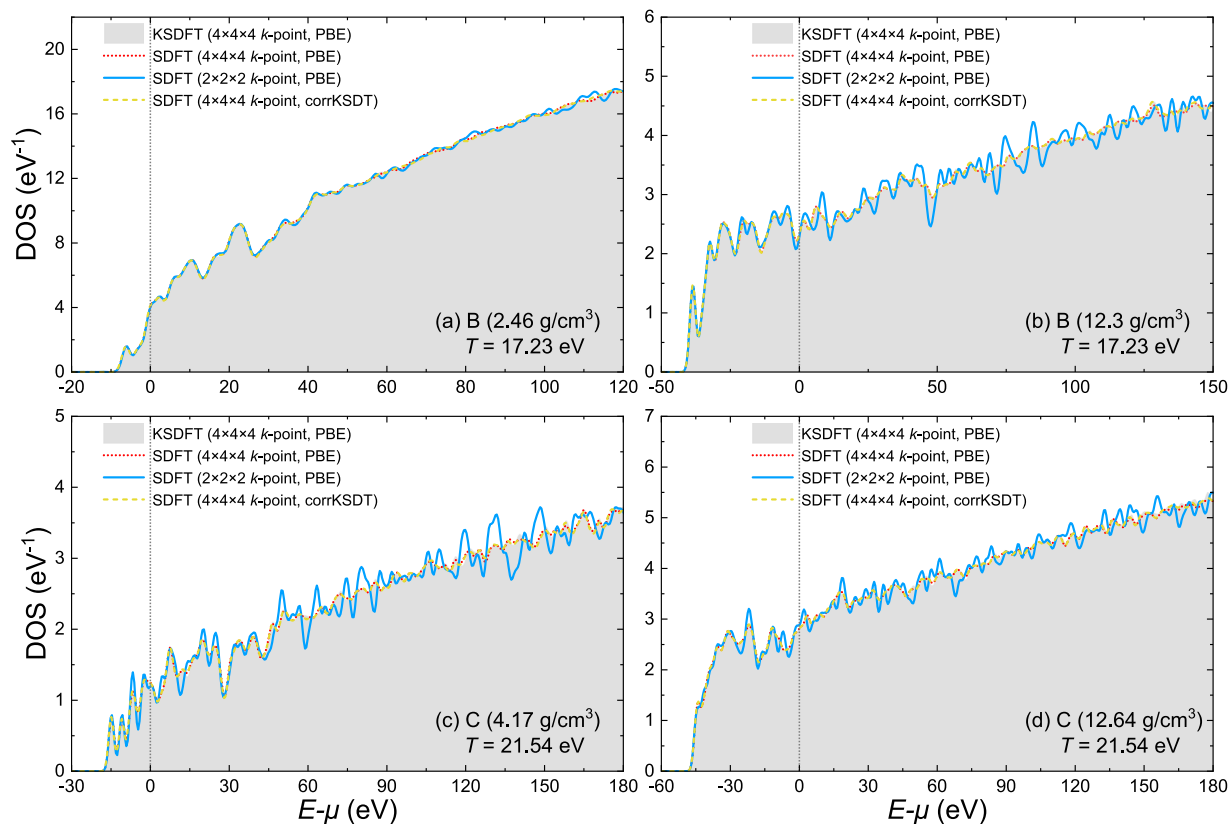 DOS (eV⁻¹)
22
16
12
8
4
0
KSDFT (4×4×4 k-point, PBE)
SDFT (4×4×4 k-point, PBE)
SDFT (2×2×2 k-point, PBE)
SDFT (4×4×4 k-point, corrKSDT)
(a) B (2.46 g/cm³)
T = 17.23 eV
-20 0 20 40 60 80 100 120
6
5
4
3
2
1
0
KSDFT (4×4×4 k-point, PBE)
SDFT (4×4×4 k-point, PBE)
SDFT (2×2×2 k-point, PBE)
SDFT (4×4×4 k-point, corrKSDT)
(b) B (12.3 g/cm³)
T = 17.23 eV
-50 0 50 100 150
DOS (eV⁻¹)
5
4
3
2
1
0
KSDFT (4×4×4 k-point, PBE)
SDFT (4×4×4 k-point, PBE)
SDFT (2×2×2 k-point, PBE)
SDFT (4×4×4 k-point, corrKSDT)
(c) C (4.17 g/cm³)
T = 21.54 eV
-30 0 30 60 90 120 150 180
E-μ (eV)
7
6
5
4
3
2
1
0
KSDFT (4×4×4 k-point, PBE)
SDFT (4×4×4 k-point, PBE)
SDFT (2×2×2 k-point, PBE)
SDFT (4×4×4 k-point, corrKSDT)
(d) C (12.64 g/cm³)
T = 21.54 eV
-60 -30 0 30 60 90 120 150 180
E-μ (eV)